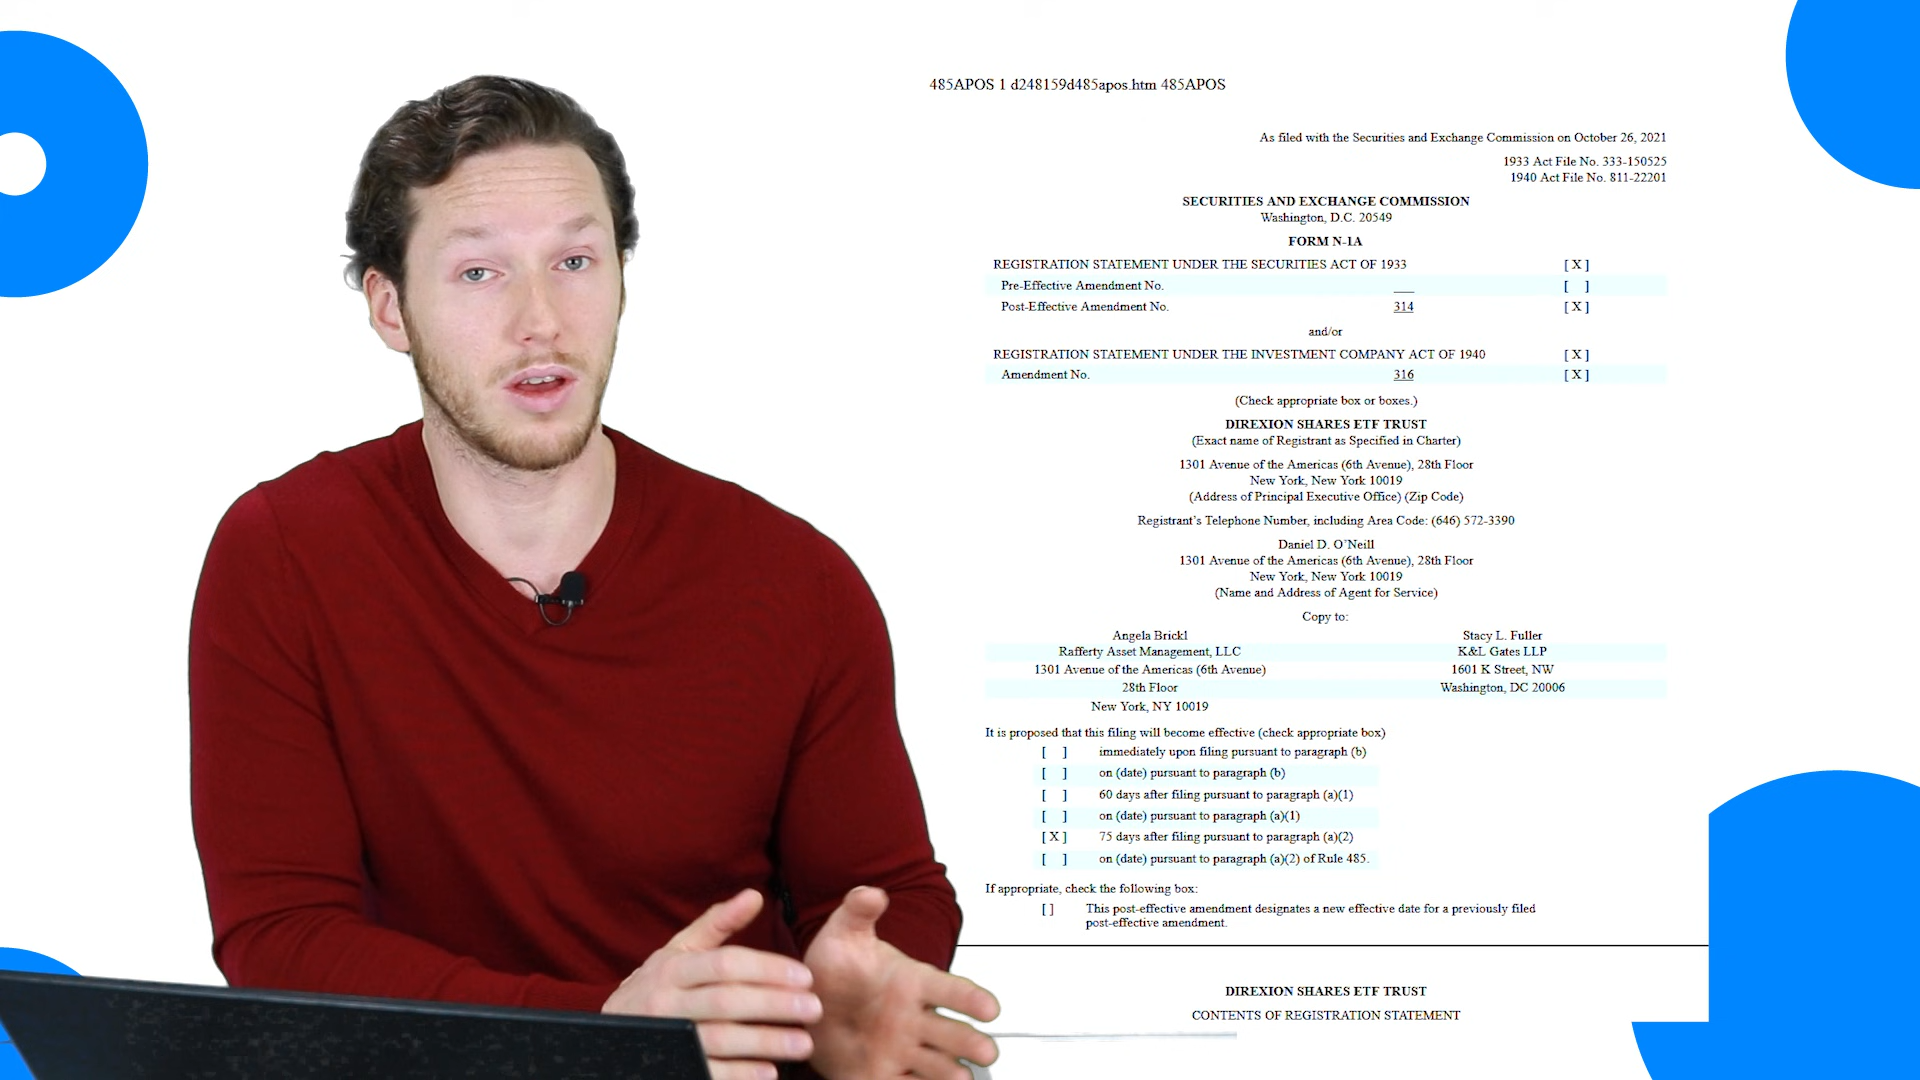 485APOS 1 d248159d485apos.htm 485APOS
As filed with the Securities and Exchange Commission on October 26, 2021
1933 Act File No. 333-150525
1940 Act File No. 811-22201
SECURITIES AND EXCHANGE COMMISSION
Washington, D.C. 20549
FORM N-1A
REGISTRATION STATEMENT UNDER THE SECURITIES ACT OF 1933 [ X ]
Pre-Effective Amendment No. ___ [ ]
Post-Effective Amendment No. 314 [ X ]
and/or
REGISTRATION STATEMENT UNDER THE INVESTMENT COMPANY ACT OF 1940 [ X ]
Amendment No. 316 [ X ]
(Check appropriate box or boxes.)
DIREXION SHARES ETF TRUST
(Exact name of Registrant as Specified in Charter)
1301 Avenue of the Americas (6th Avenue), 28th Floor
New York, New York 10019
(Address of Principal Executive Office) (Zip Code)
Registrant's Telephone Number, including Area Code: (646) 572-3390
Daniel D. O'Neill
1301 Avenue of the Americas (6th Avenue), 28th Floor
New York, New York 10019
(Name and Address of Agent for Service)
Copy to:
Angela Brickl Stacy L. Fuller
Rafferty Asset Management, LLC K&L Gates LLP
1301 Avenue of the Americas (6th Avenue) 1601 K Street, NW
28th Floor Washington, DC 20006
New York, NY 10019
It is proposed that this filing will become effective (check appropriate box)
[ ] immediately upon filing pursuant to paragraph (b)
[ ] on (date) pursuant to paragraph (b)
[ ] 60 days after filing pursuant to paragraph (a)(1)
[ ] on (date) pursuant to paragraph (a)(1)
[ X ] 75 days after filing pursuant to paragraph (a)(2)
[ ] on (date) pursuant to paragraph (a)(2) of Rule 485.
If appropriate, check the following box:
[ ] This post-effective amendment designates a new effective date for a previously filed
post-effective amendment.
DIREXION SHARES ETF TRUST
CONTENTS OF REGISTRATION STATEMENT